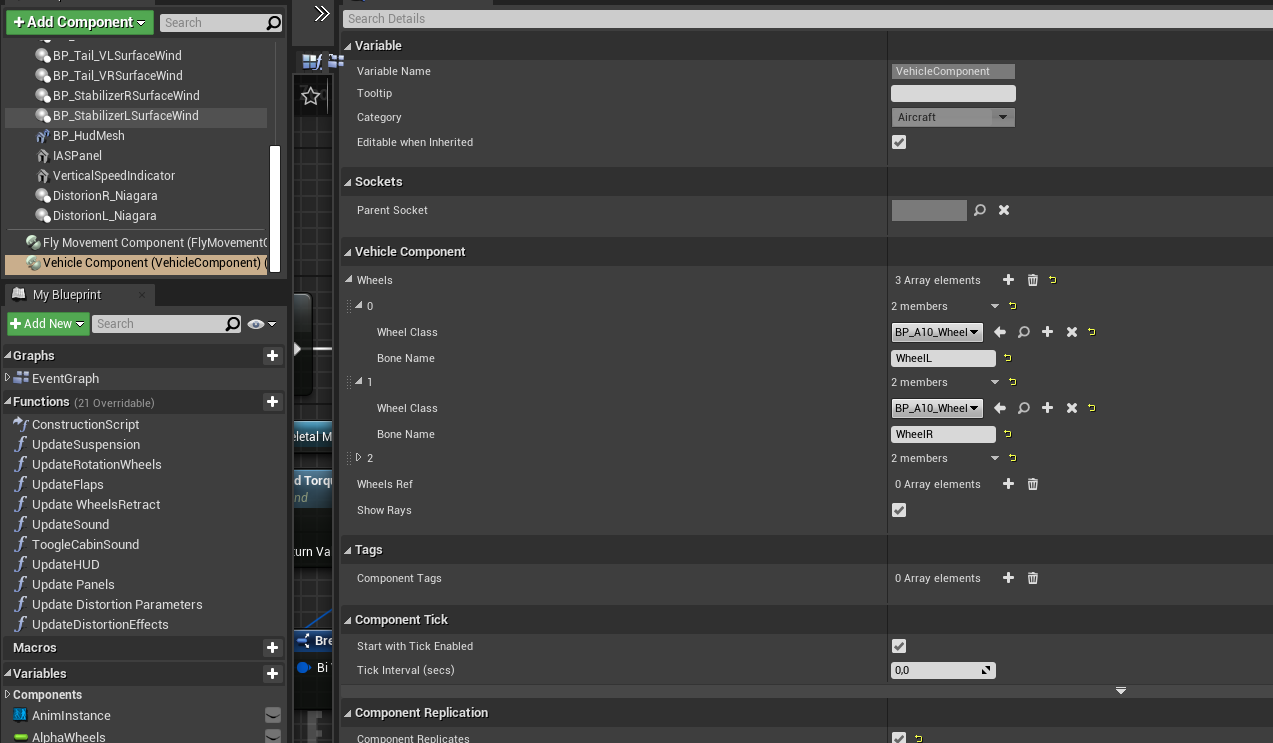 + Add Component
Search
BP_Tail_VLSurfaceWind
BP_Tail_VRSurfaceWind
BP_StabilizerRSurfaceWind
BP_StabilizerLSurfaceWind
BP_HudMesh
IASPanel
VerticalSpeedIndicator
DistorionR_Niagara
DistorionL_Niagara
Fly Movement Component (FlyMovementC
Vehicle Component (VehicleComponent) (
My Blueprint
+ Add New
Search
Graphs
EventGraph
Functions (21 Overridable)
ConstructionScript
UpdateSuspension
UpdateRotationWheels
UpdateFlaps
Update WheelsRetract
UpdateSound
ToogleCabinSound
UpdateHUD
Update Panels
Update Distortion Parameters
UpdateDistortionEffects
Macros
Variables
Components
AnimInstance
AlphaWheels
eletal M
d Torqu
nd
turn Va
Bre
Bi
Search Details
Variable
Variable Name VehicleComponent
Tooltip
Category Aircraft
Editable when Inherited
Sockets
Parent Socket
Vehicle Component
Wheels 3 Array elements
0 2 members
Wheel Class BP_A10_Wheel
Bone Name WheelL
1 2 members
Wheel Class BP_A10_Wheel
Bone Name WheelR
2 2 members
Wheels Ref 0 Array elements
Show Rays
Tags
Component Tags 0 Array elements
Component Tick
Start with Tick Enabled
Tick Interval (secs) 0,0
Component Replication
Component Replicates